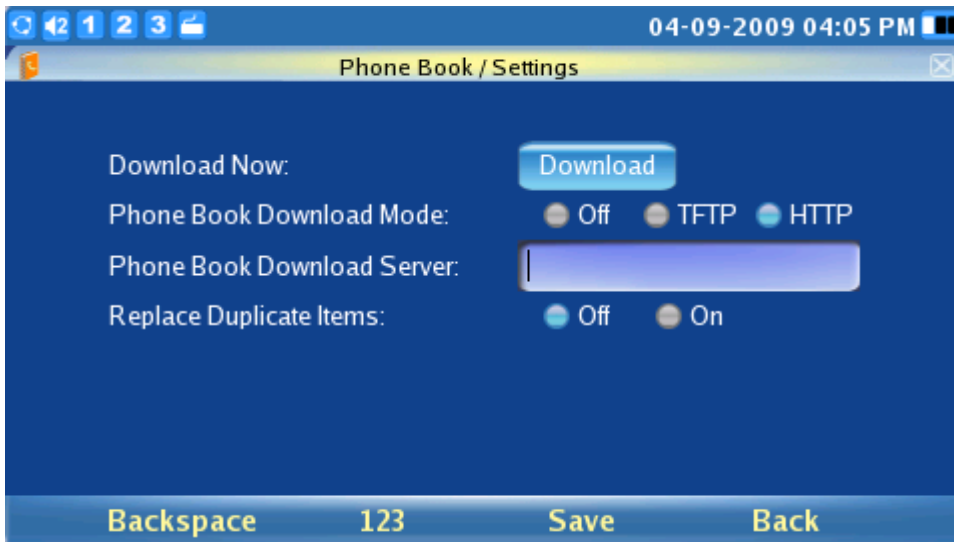 2 1 2 3 04-09-2009 04:05 PM
Phone Book / Settings
Download Now: Download
Phone Book Download Mode: Off TFTP HTTP
Phone Book Download Server:
Replace Duplicate Items: Off On
Backspace 123 Save Back